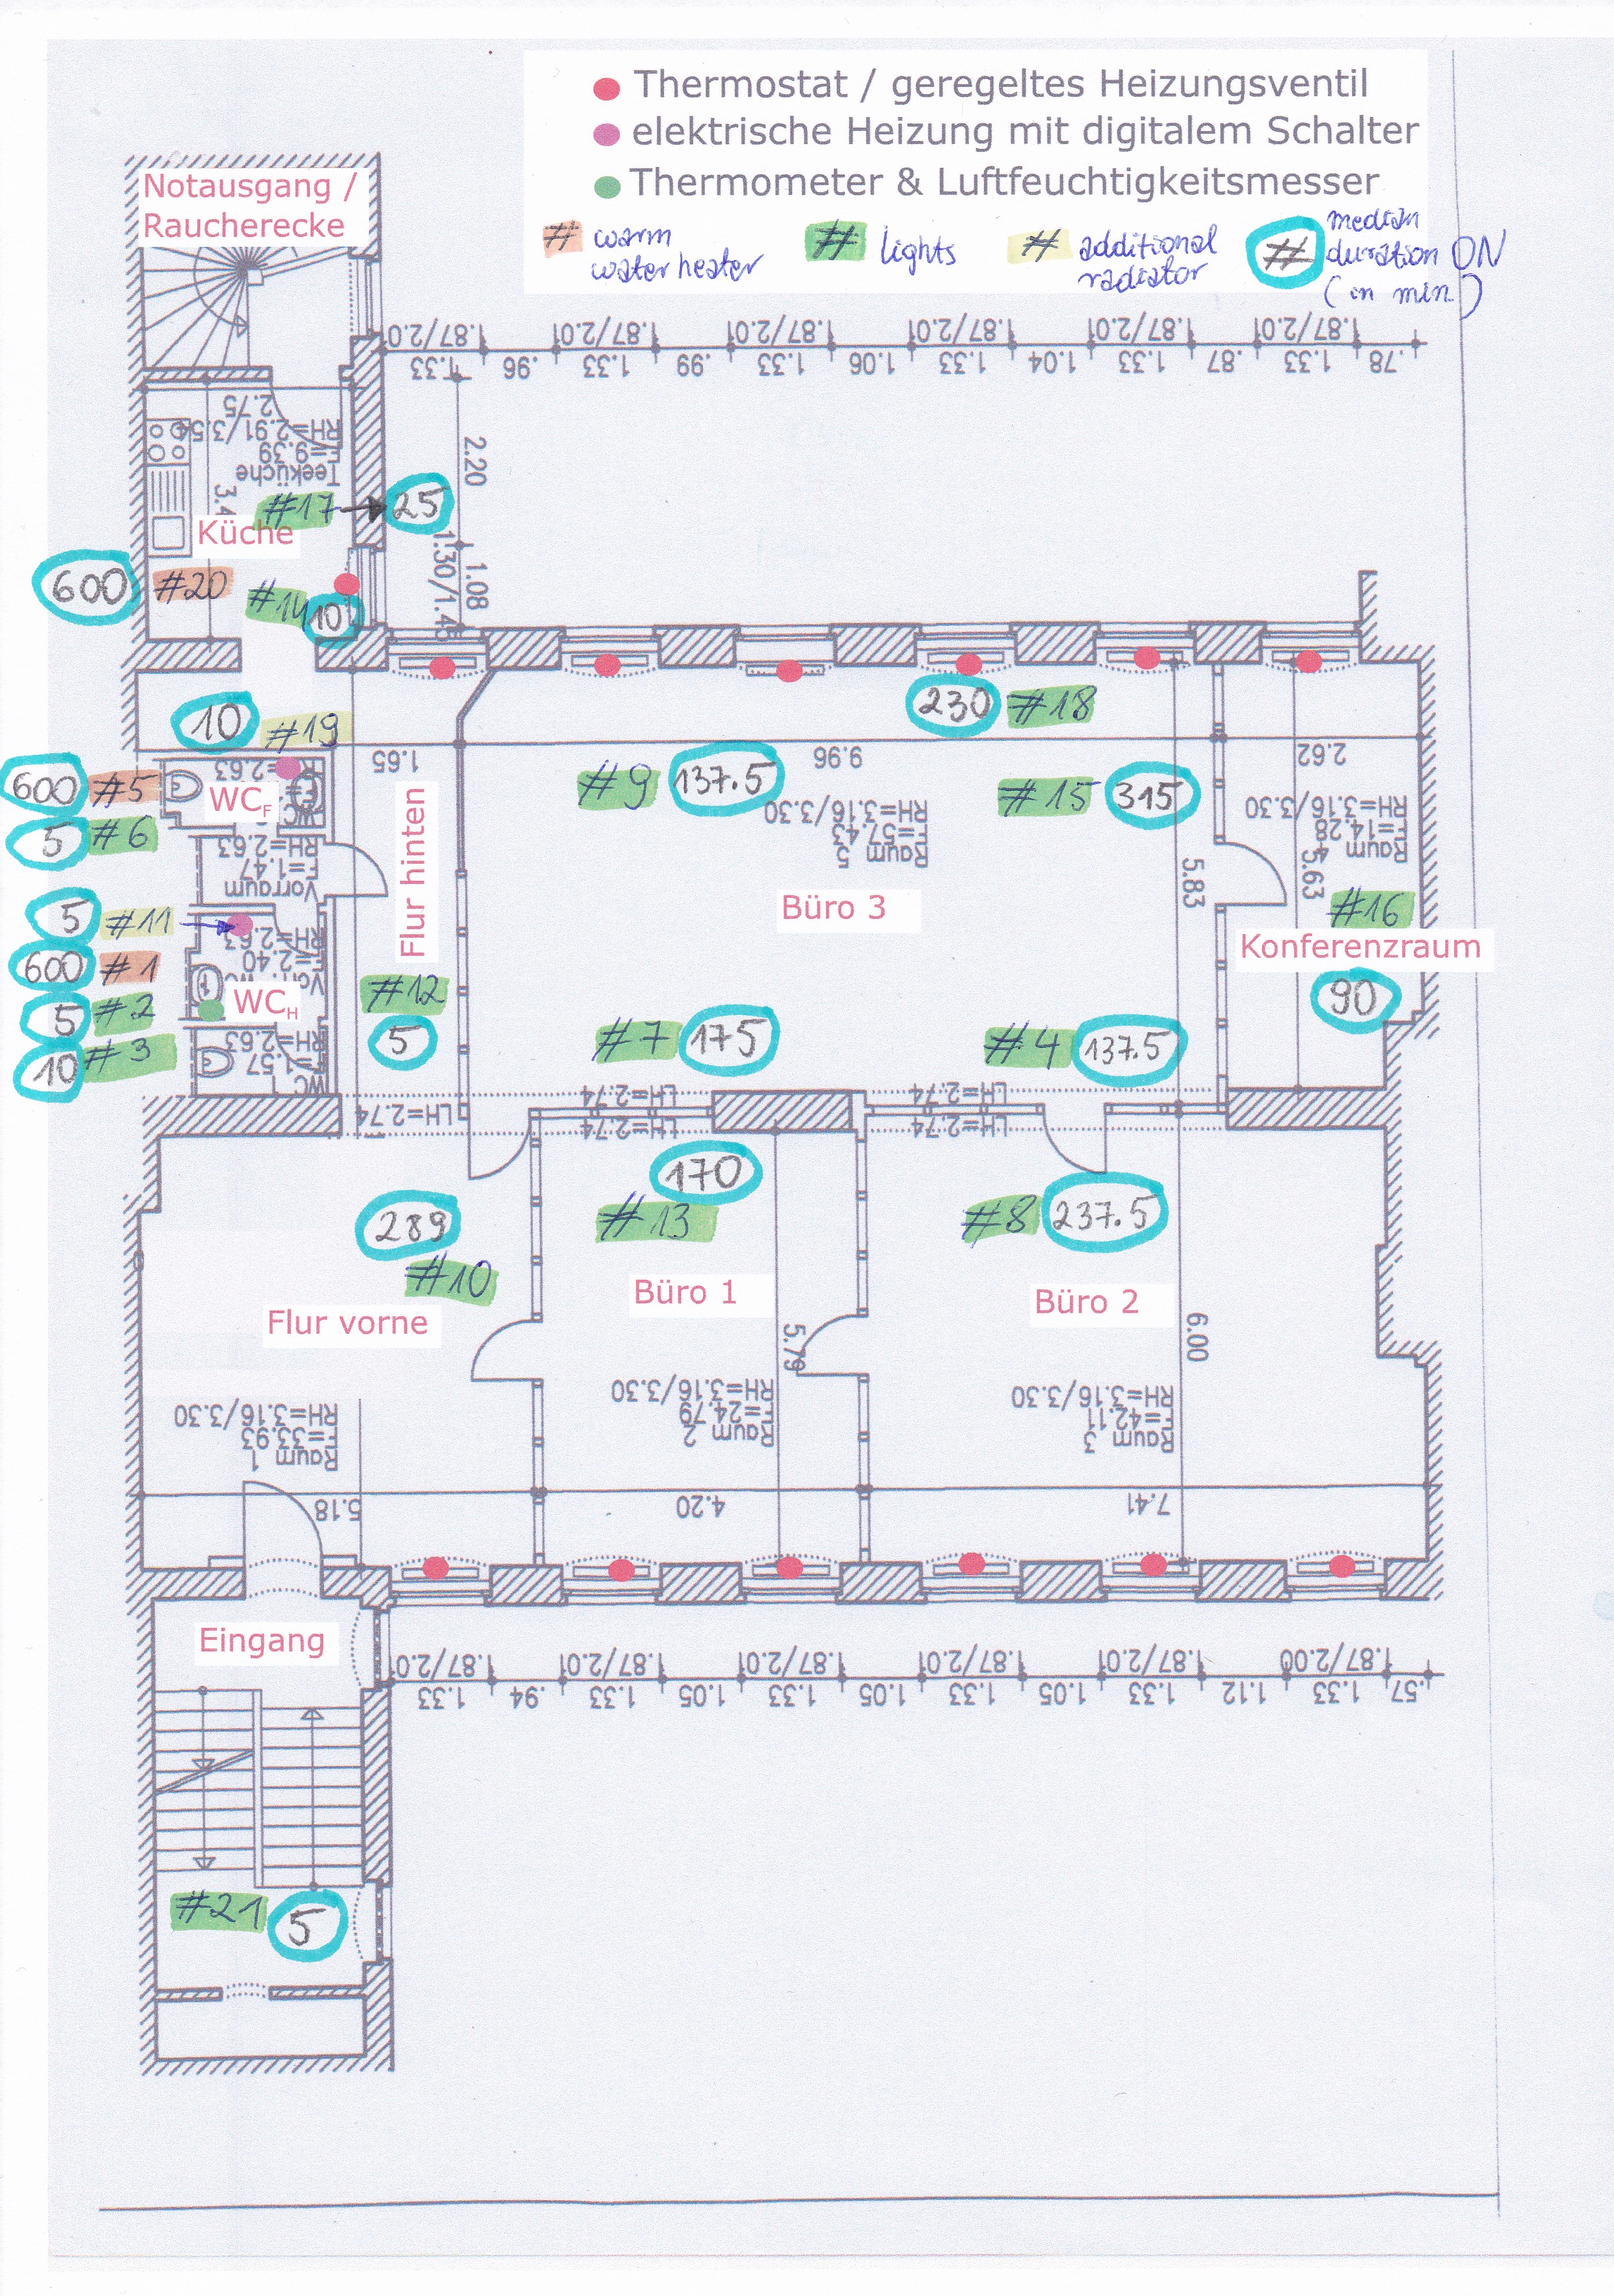 Thermostat / geregeltes Heizungsventil
elektrische Heizung mit digitalem Schalter
Thermometer & Luftfeuchtigkeitsmesser
# warm water heater
# lights
# additional radiator
# median duration ON (in min.)
Notausgang /
Raucherecke
1.87/2.0 1.87/2.01 1.87/2.01 1.87/2.01 1.87/2.01 1.87/2.01
1.33 .96 1.33 .99 1.33 1.06 1.33 1.04 1.33 .87 1.33 .78
2.75
RH=2.91/3.54
F=9.39
Teeküche
2.20
3.4
#17 25
Küche
1.08
1.30/1.45
600 #20
#14 10
230 #18
10 #19
1.65
9.96
2.62
600 #5
RH=2.63
WCF
5 #6
#9 137.5
#15 315
RH=3.16/3.30
F=57.43
Raum 5
RH=3.16/3.30
F=14.28
Raum 4
5.63
5.83
RH=2.63
F=1.47
Vorraum
Flur hinten
Büro 3
#16
5 #11
RH=2.63
F=2.40
Konferenzraum
600 #1
90
5 #2
WCH
#12
5
10 #3
RH=2.63
F=1.57
WC
#7 175
#4 137.5
LH=2.74 LH=2.74
LH=2.74 LH=2.74 LH=2.74
170
289
#13
#8 237.5
#10
Büro 1
Büro 2
Flur vorne
5.79
6.00
RH=3.16/3.30
F=33.93
Raum 1
RH=3.16/3.30
F=24.79
Raum 2
RH=3.16/3.30
F=42.11
Raum 3
5.18
4.20
7.41
Eingang
1.87/2.01 1.87/2.01 1.87/2.01 1.87/2.01 1.87/2.01 1.87/2.00
1.33 .94 1.33 1.05 1.33 1.05 1.33 1.05 1.33 1.12 1.33 .57
#21 5